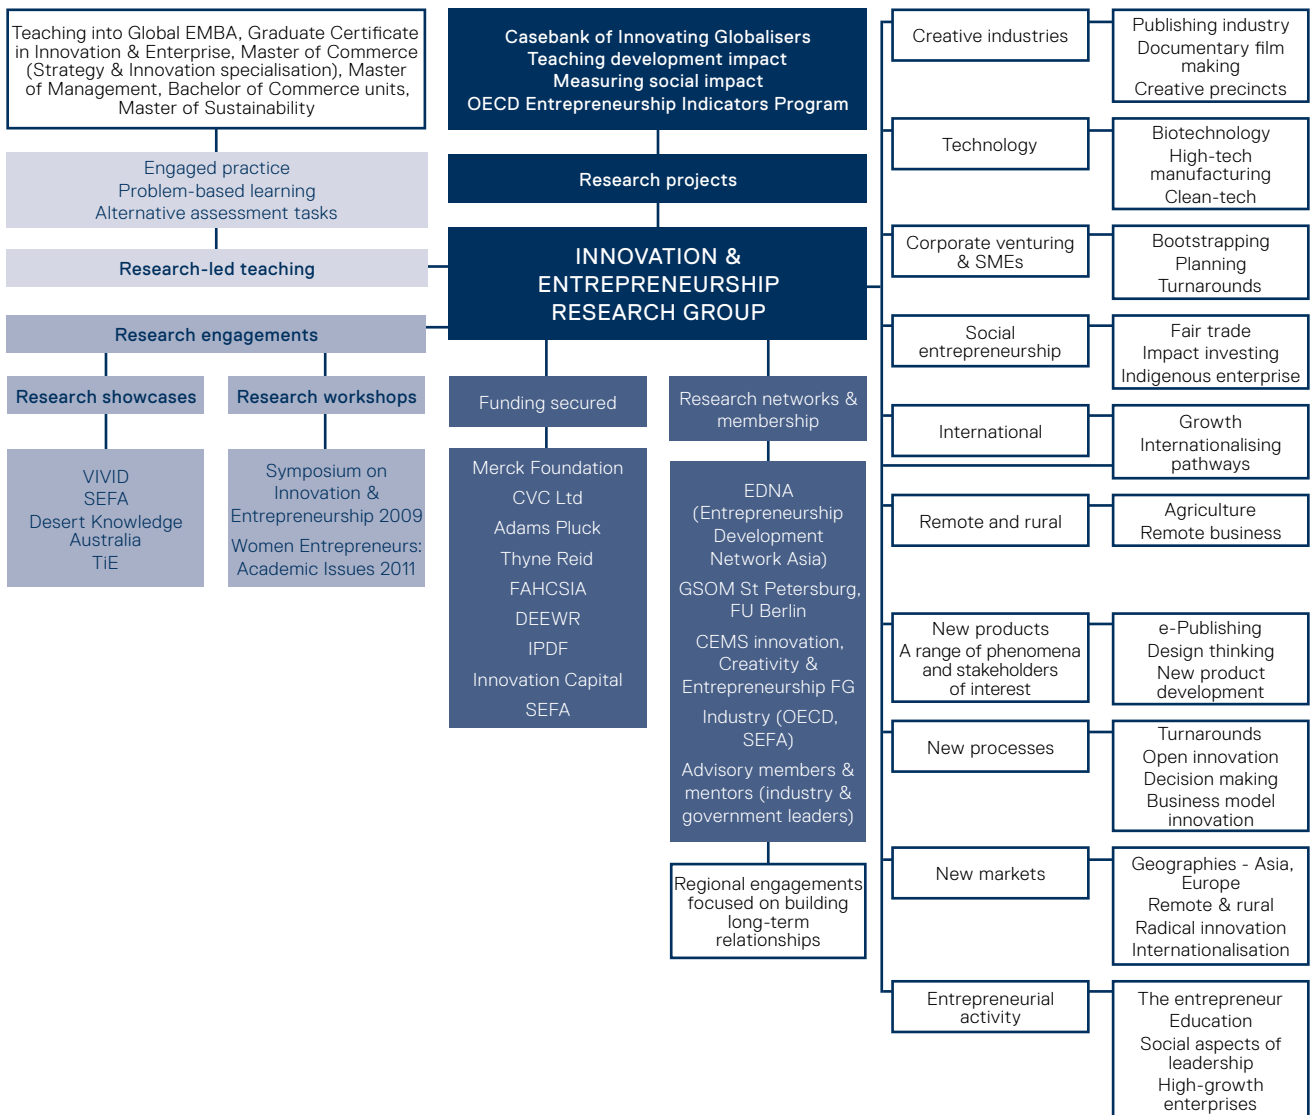 Teaching into Global EMBA, Graduate Certificate
in Innovation & Enterprise, Master of Commerce
(Strategy & Innovation specialisation), Master
of Management, Bachelor of Commerce units,
Master of Sustainability
Engaged practice
Problem-based learning
Alternative assessment tasks
Research-led teaching
Research engagements
Research showcases
VIVID
SEFA
Desert Knowledge
Australia
TiE
Research workshops
Symposium on
Innovation &
Entrepreneurship 2009
Women Entrepreneurs:
Academic Issues 2011
Casebank of Innovating Globalisers
Teaching development impact
Measuring social impact
OECD Entrepreneurship Indicators Program
Research projects
INNOVATION &
ENTREPRENEURSHIP
RESEARCH GROUP
Funding secured
Merck Foundation
CVC Ltd
Adams Pluck
Thyne Reid
FAHCSIA
DEEWR
IPDF
Innovation Capital
SEFA
Research networks &
membership
EDNA
(Entrepreneurship
Development
Network Asia)
GSOM St Petersburg,
FU Berlin
CEMS innovation,
Creativity &
Entrepreneurship FG
Industry (OECD,
SEFA)
Advisory members &
mentors (industry &
government leaders)
Regional engagements
focused on building
long-term
relationships
Creative industries
Publishing industry
Documentary film
making
Creative precincts
Technology
Biotechnology
High-tech
manufacturing
Clean-tech
Corporate venturing
& SMEs
Bootstrapping
Planning
Turnarounds
Social
entrepreneurship
Fair trade
Impact investing
Indigenous enterprise
International
Growth
Internationalising
pathways
Remote and rural
Agriculture
Remote business
New products
A range of phenomena
and stakeholders
of interest
e-Publishing
Design thinking
New product
development
New processes
Turnarounds
Open innovation
Decision making
Business model
innovation
New markets
Geographies - Asia,
Europe
Remote & rural
Radical innovation
Internationalisation
Entrepreneurial
activity
The entrepreneur
Education
Social aspects of
leadership
High-growth
enterprises